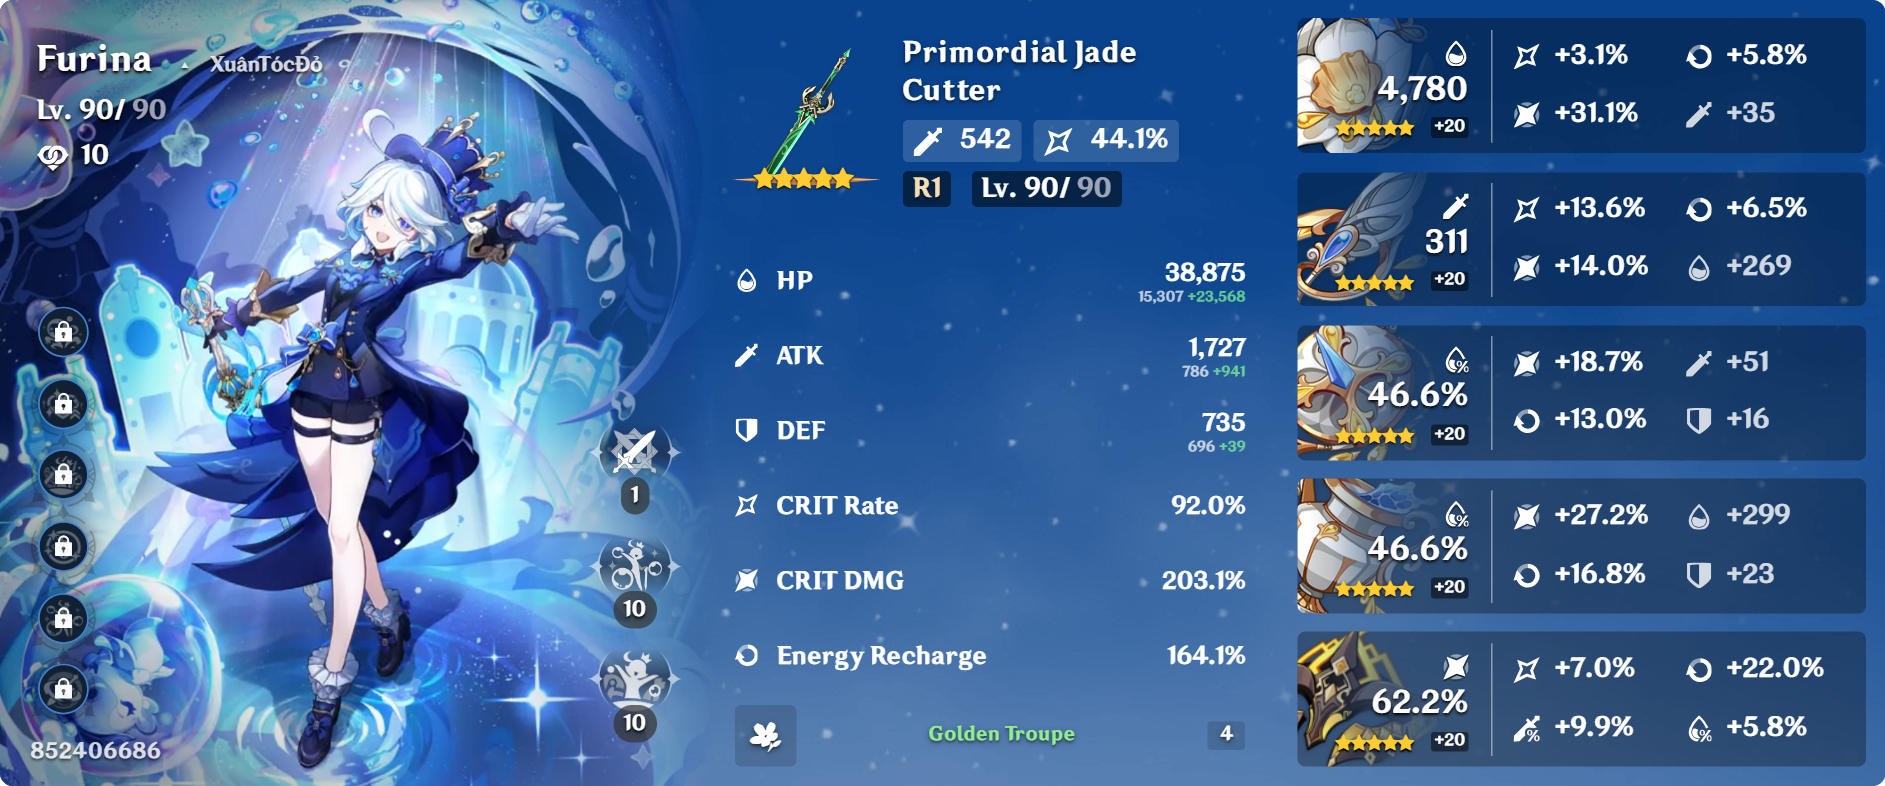 Furina
XuânTócĐỏ
Lv. 90/ 90
10
1
10
10
852406686
Primordial Jade
Cutter
542 44.1%
R1 Lv. 90/ 90
HP 38,875
15,307 +23,568
ATK 1,727
786 +941
DEF 735
696 +39
CRIT Rate 92.0%
CRIT DMG 203.1%
Energy Recharge 164.1%
Golden Troupe 4
4,780
+20
+3.1% +5.8%
+31.1% +35
311
+20
+13.6% +6.5%
+14.0% +269
46.6%
+20
+18.7% +51
+13.0% +16
46.6%
+20
+27.2% +299
+16.8% +23
62.2%
+20
+7.0% +22.0%
+9.9% +5.8%